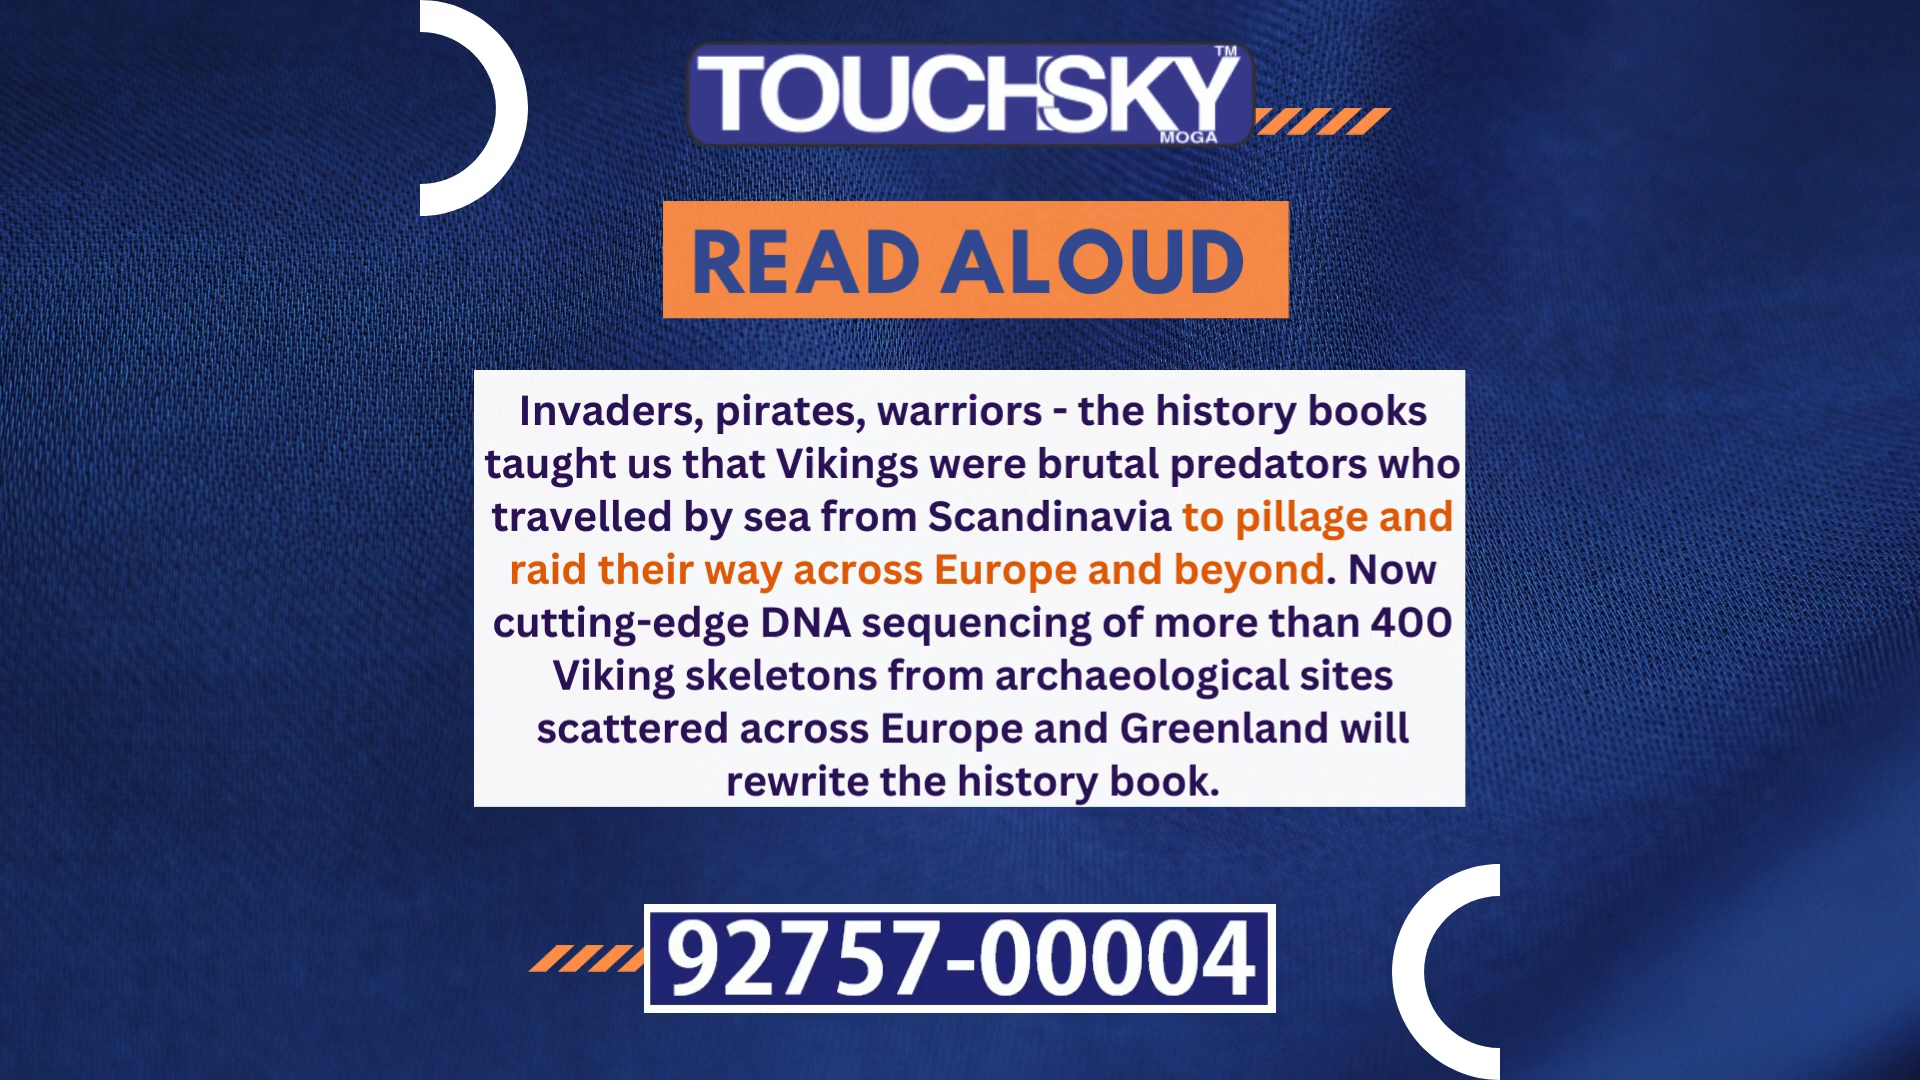 TOUCHSKY TM
MOGA
READ ALOUD
Invaders, pirates, warriors - the history books
taught us that Vikings were brutal predators who
travelled by sea from Scandinavia to pillage and
raid their way across Europe and beyond. Now
cutting-edge DNA sequencing of more than 400
Viking skeletons from archaeological sites
scattered across Europe and Greenland will
rewrite the history book.
92757-00004